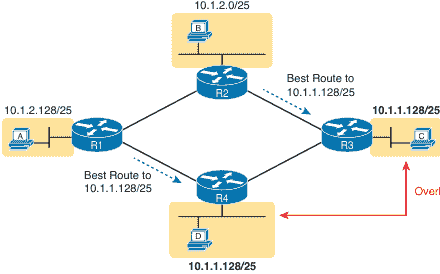 10.1.2.0/25
B
R2
Best Route to
10.1.1.128/25
10.1.2.128/25
10.1.1.128/25
A
R1
R3
C
Best Route to
10.1.1.128/25
R4
Overl
D
10.1.1.128/25